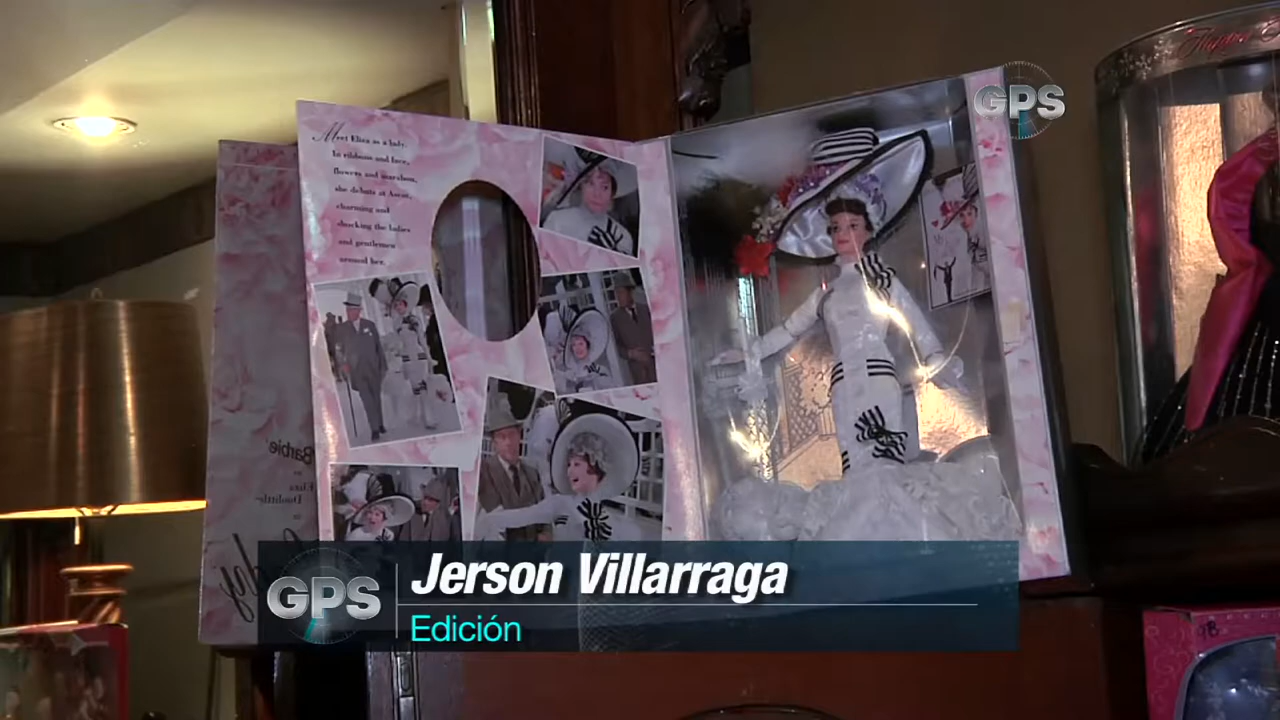 GPS
Meet Eliza as a lady.
In ribbons and lace,
flowers and marabou,
she debuts at Ascot,
charming and
shocking the ladies
and gentlemen
around her.
Barbie
as
Eliza
Doolittle
GPS
Jerson Villarraga
Edición